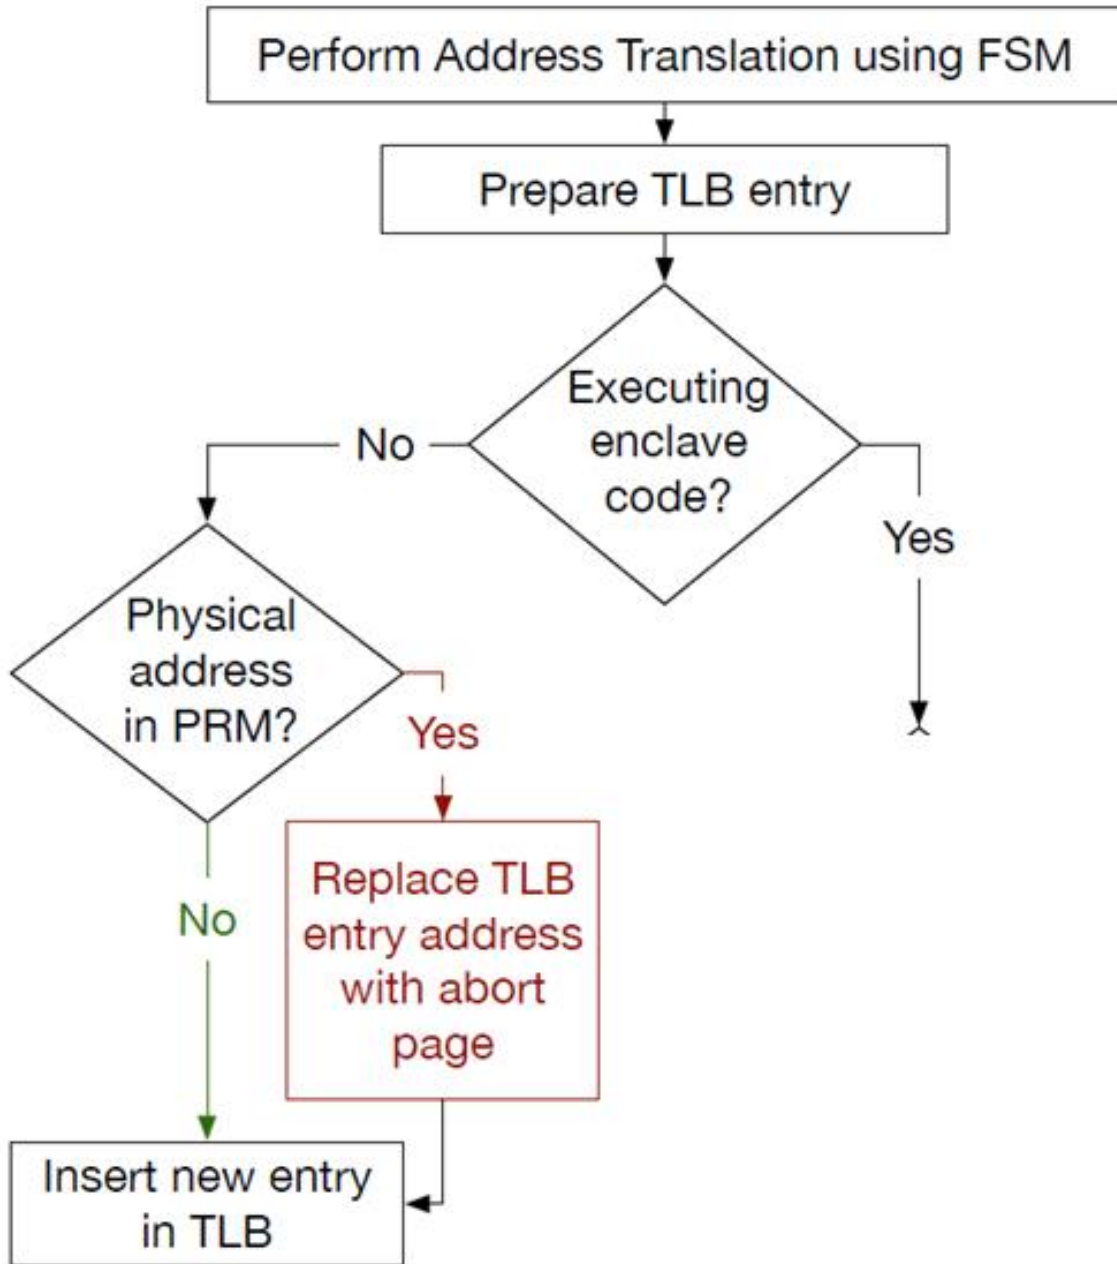 Perform Address Translation using FSM
Prepare TLB entry
Executing
enclave
code?
No
Yes
Physical
address
in PRM?
Yes
No
Replace TLB
entry address
with abort
page
Insert new entry
in TLB